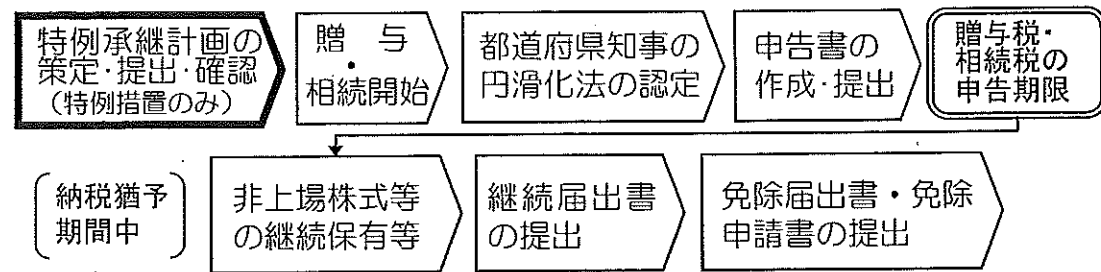 特例承継計画の
策定・提出・確認
(特例措置のみ)
贈与
・
相続開始
都道府県知事の
円滑化法の認定
申告書の
作成・提出
贈与税・
相続税の
申告期限
納税猶予
期間中
非上場株式等
の継続保有等
継続届出書
の提出
免除届出書・免除
申請書の提出